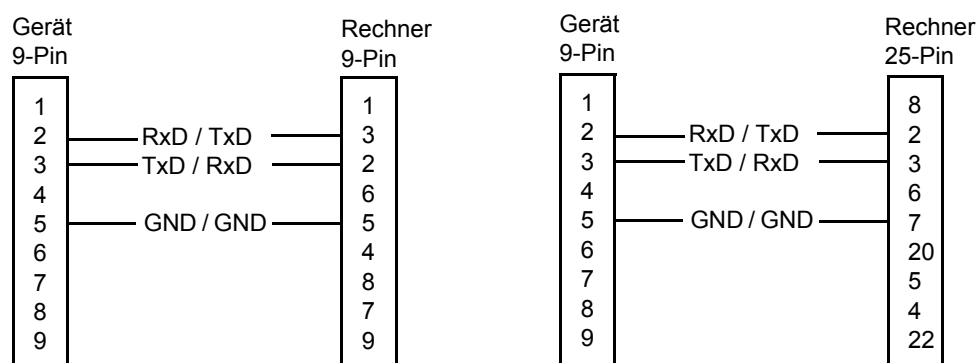 Gerät
9-Pin
Rechner
9-Pin
1 1
2 RxD / TxD 3
3 TxD / RxD 2
4 6
5 GND / GND 5
6 4
7 8
8 7
9 9
Gerät
9-Pin
Rechner
25-Pin
1 8
2 RxD / TxD 2
3 TxD / RxD 3
4 6
5 GND / GND 7
6 20
7 5
8 4
9 22